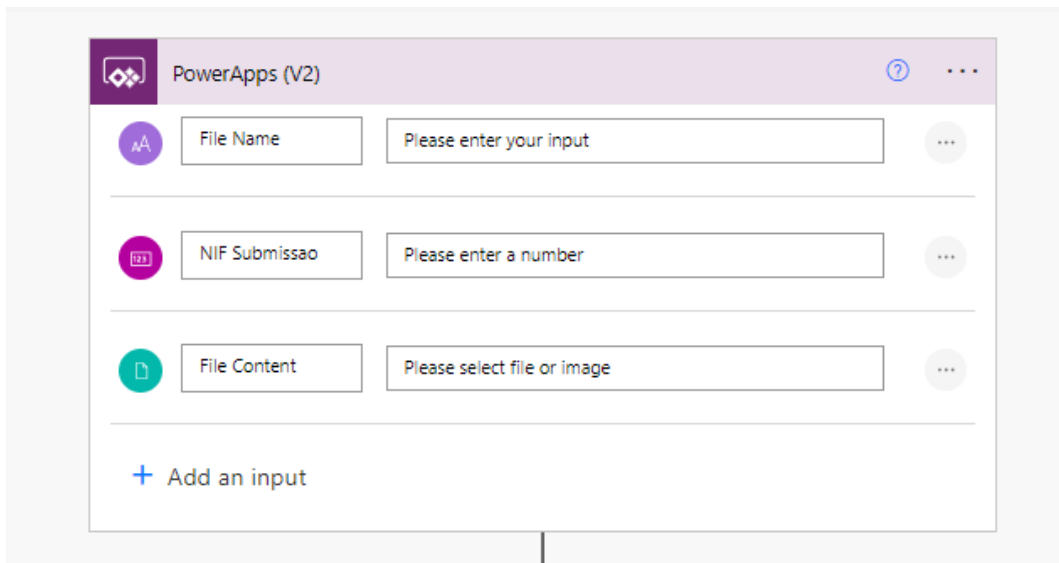 PowerApps (V2)
File Name Please enter your input
NIF Submissao Please enter a number
123
File Content Please select file or image
+ Add an input